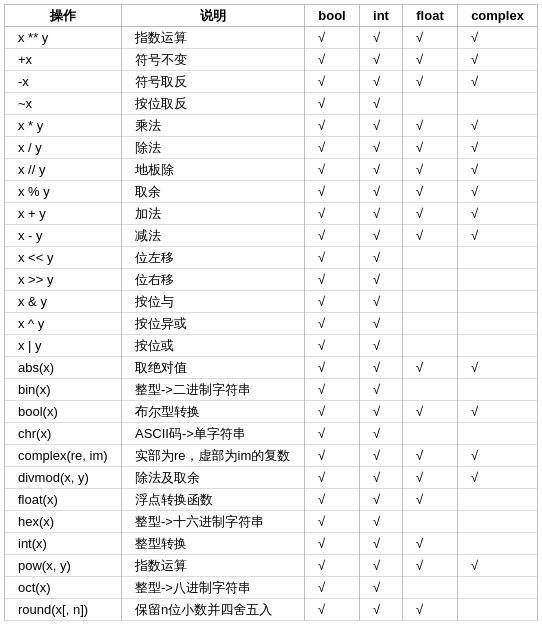 操作 说明 bool int float complex
x ** y 指数运算 √ √ √ √
+x 符号不变 √ √ √ √
-x 符号取反 √ √ √ √
~x 按位取反 √ √
x * y 乘法 √ √ √ √
x / y 除法 √ √ √ √
x // y 地板除 √ √ √ √
x % y 取余 √ √ √ √
x + y 加法 √ √ √ √
x - y 减法 √ √ √ √
x << y 位左移 √ √
x >> y 位右移 √ √
x & y 按位与 √ √
x ^ y 按位异或 √ √
x | y 按位或 √ √
abs(x) 取绝对值 √ √ √ √
bin(x) 整型->二进制字符串 √ √
bool(x) 布尔型转换 √ √ √ √
chr(x) ASCII码->单字符串 √ √
complex(re, im) 实部为re，虚部为im的复数 √ √ √ √
divmod(x, y) 除法及取余 √ √ √ √
float(x) 浮点转换函数 √ √ √
hex(x) 整型->十六进制字符串 √ √
int(x) 整型转换 √ √ √
pow(x, y) 指数运算 √ √ √ √
oct(x) 整型->八进制字符串 √ √
round(x[, n]) 保留n位小数并四舍五入 √ √ √